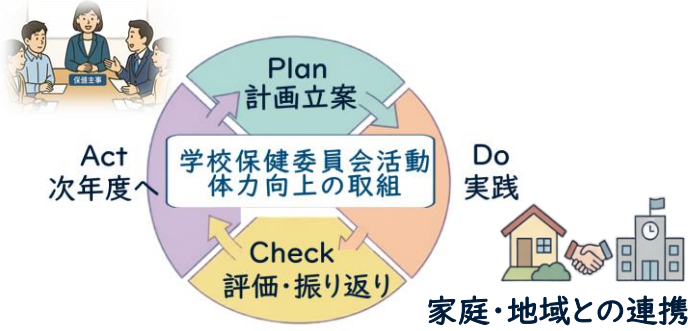 保健主事
Plan
計画立案
Act
次年度へ
学校保健委員会活動
体力向上の取組
Do
実践
Check
評価・振り返り
家庭・地域との連携